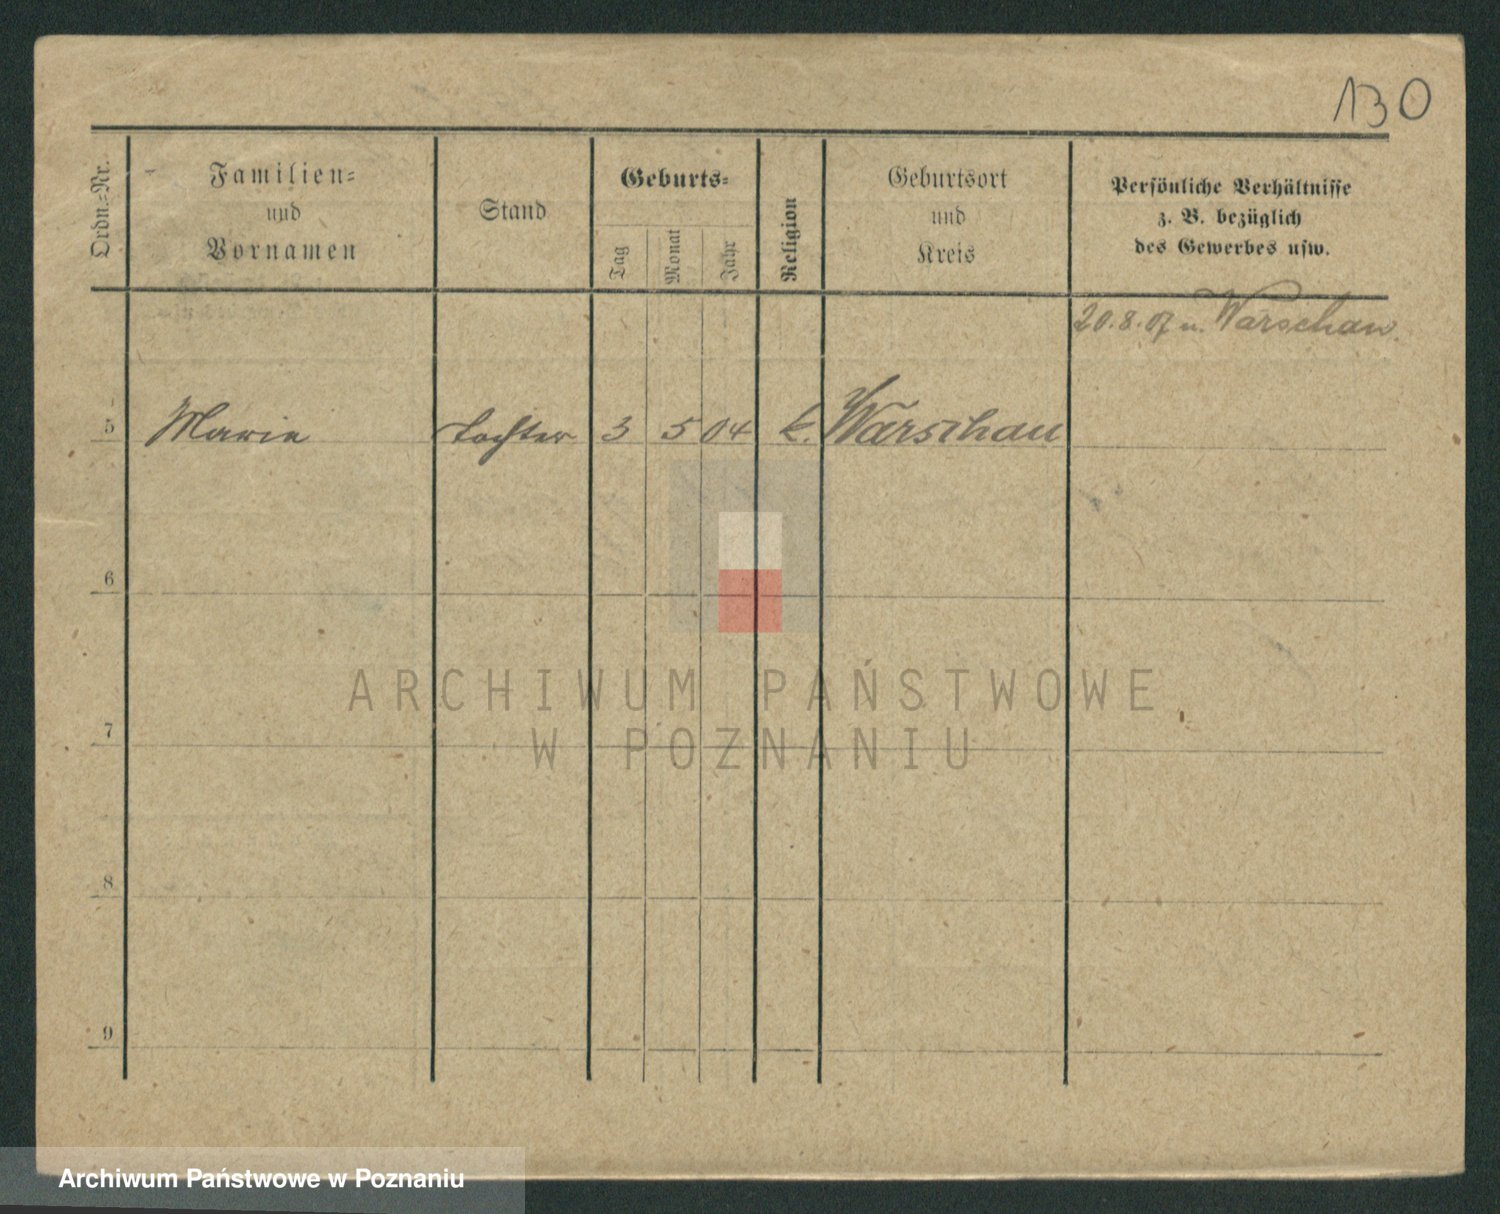 130
Ordn.-Nr.
Familien-
und
Vornamen
Stand
Geburts-
Tag
Monat
Jahr
Religion
Geburtsort
und
Kreis
Persönliche Verhältnisse
z. B. bezüglich
des Gewerbes usw.
20.8.07 n. Warschau.
5 Marie Tochter 3 5 04 k. Warschau
6
ARCHIWUM PAŃSTWOWE
7
W POZNANIU
8
9
Archiwum Państwowe w Poznaniu